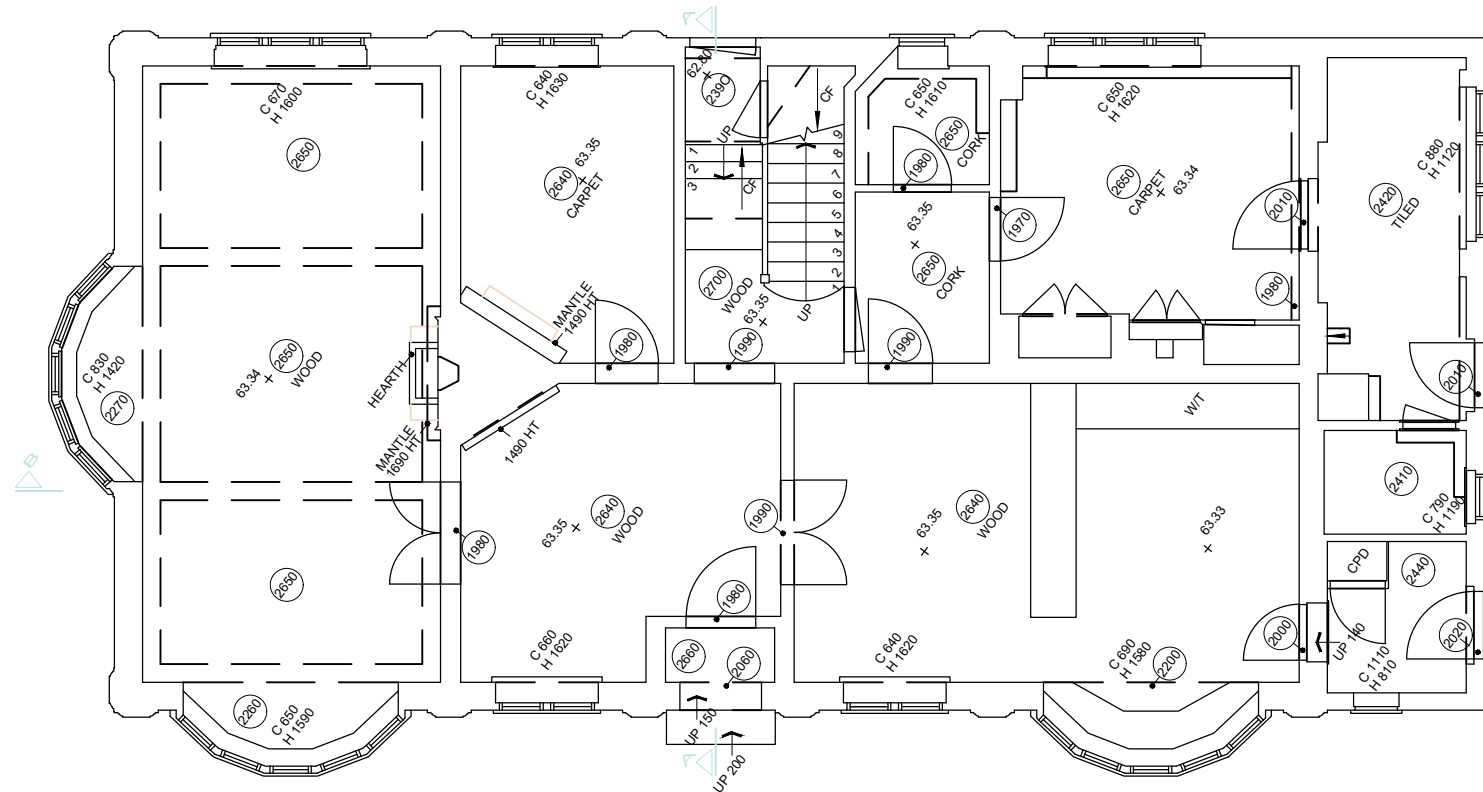 A
62.80
2390
C 670
H 1600
2650
C 640
H 1630
2640
63.35
CARPET
UP
1
2
3
CF
CF
9
8
7
6
5
4
3
2
1
UP
C 650
H 1610
2650
CORK
1980
C 650
H 1620
2650
CARPET
63.34
1970
2010
1980
C 880
H 1120
2420
TILED
2010
63.35
2650
CORK
1990
2700
WOOD
63.35
1990
MANTLE
1490 HT
1980
C 830
H 1420
2270
63.34
2650
WOOD
HEARTH
MANTLE
1690 HT
1490 HT
B
W/T
2410
C 790
H 1190
1980
63.35
2640
WOOD
1990
63.35
2640
WOOD
63.33
2650
1980
CPD
2440
2260
C 650
H 1590
C 660
H 1620
2660
2060
C 640
H 1620
C 690
H 1580
2200
2000
UP 140
C 1110
H 810
2020
UP 150
UP 200
A